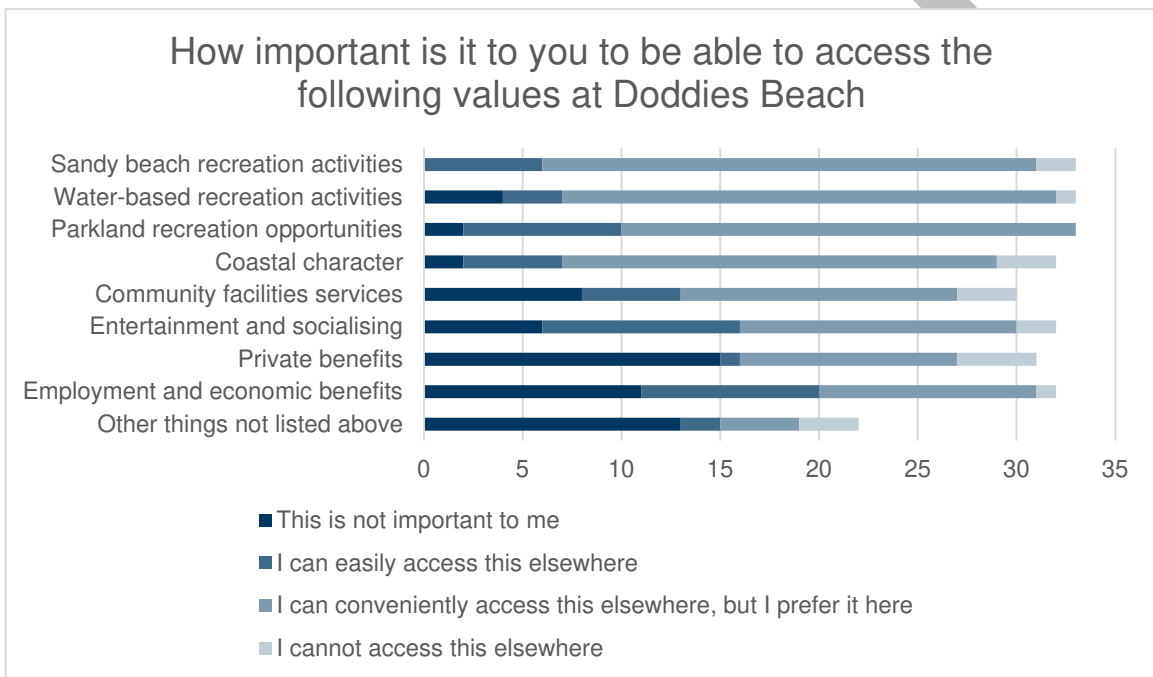 How important is it to you to be able to access the
following values at Doddies Beach
Sandy beach recreation activities
Water-based recreation activities
Parkland recreation opportunities
Coastal character
Community facilities services
Entertainment and socialising
Private benefits
Employment and economic benefits
Other things not listed above
0 5 10 15 20 25 30 35
This is not important to me
I can easily access this elsewhere
I can conveniently access this elsewhere, but I prefer it here
I cannot access this elsewhere